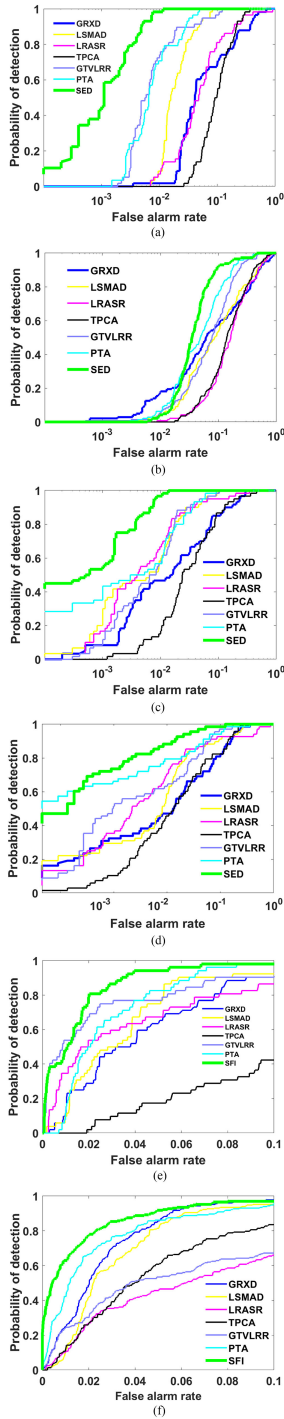 Probability of detection
1
0.8
0.6
0.4
0.2
0
GRXD
LSMAD
LRASR
TPCA
GTVLRR
PTA
SED
10-3 10-2 10-1 100
False alarm rate
(a)
Probability of detection
1
0.8
0.6
0.4
0.2
0
GRXD
LSMAD
LRASR
TPCA
GTVLRR
PTA
SED
10-3 10-2 10-1 100
False alarm rate
(b)
Probability of detection
1
0.8
0.6
0.4
0.2
0
GRXD
LSMAD
LRASR
TPCA
GTVLRR
PTA
SED
10-3 10-2 10-1 100
False alarm rate
(c)
Probability of detection
1
0.8
0.6
0.4
0.2
0
GRXD
LSMAD
LRASR
TPCA
GTVLRR
PTA
SED
10-3 10-2 10-1 100
False alarm rate
(d)
Probability of detection
1
0.8
0.6
0.4
0.2
0
GRXD
LSMAD
LRASR
TPCA
GTVLRR
PTA
SFI
0 0.02 0.04 0.06 0.08 0.1
False alarm rate
(e)
Probability of detection
1
0.8
0.6
0.4
0.2
0
GRXD
LSMAD
LRASR
TPCA
GTVLRR
PTA
SFI
0 0.02 0.04 0.06 0.08 0.1
False alarm rate
(f)